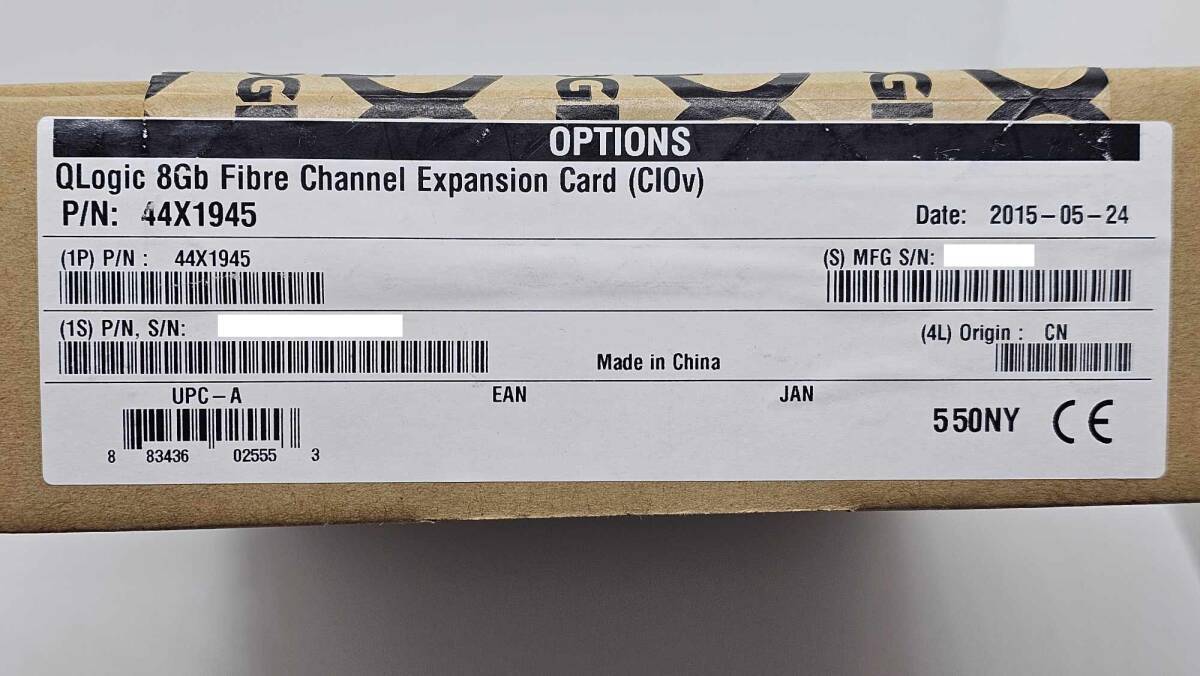 OPTIONS
QLogic 8Gb Fibre Channel Expansion Card (CIOv)
P/N: 44X1945
Date: 2015-05-24
(1P) P/N : 44X1945
(S) MFG S/N:
(1S) P/N, S/N:
(4L) Origin : CN
Made in China
UPC-A
EAN
JAN
550NY CE
8 83436 02555 3